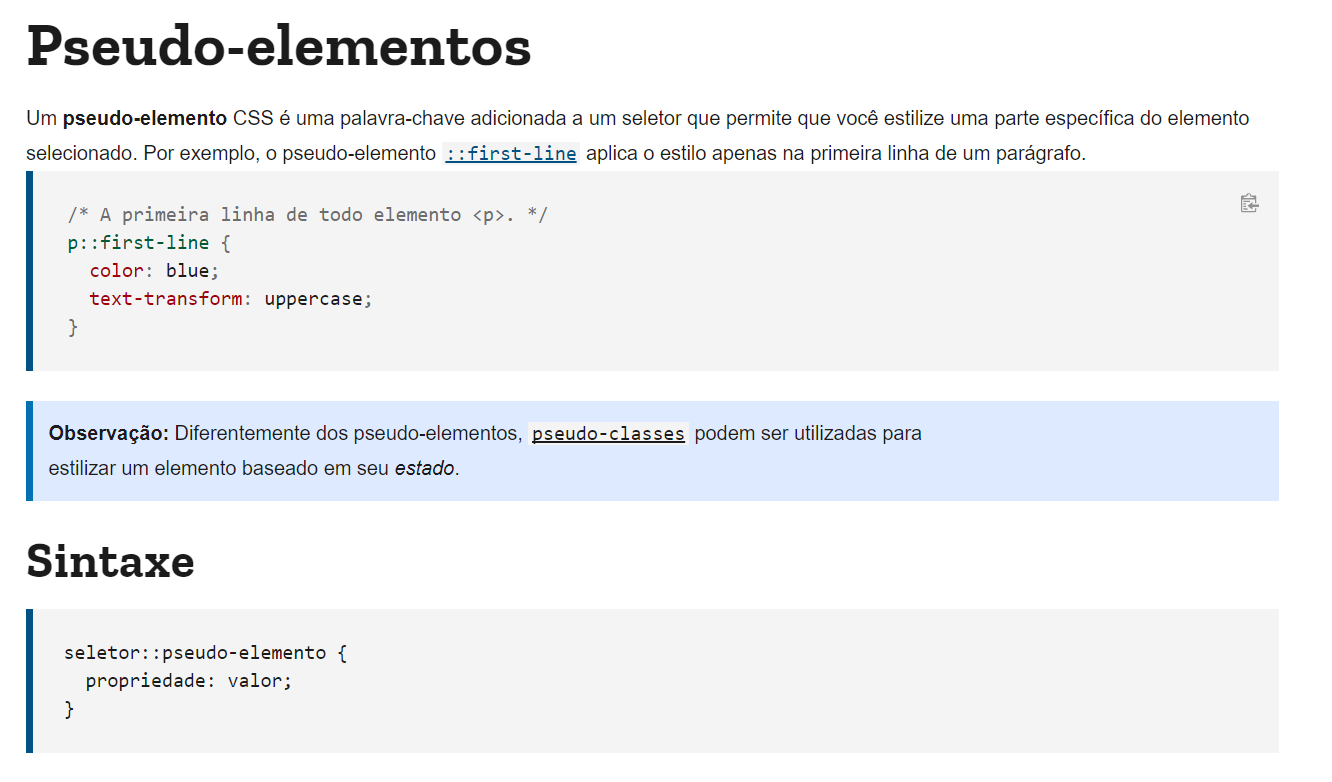 Pseudo-elementos
Um pseudo-elemento CSS é uma palavra-chave adicionada a um seletor que permite que você estilize uma parte específica do elemento
selecionado. Por exemplo, o pseudo-elemento ::first-line aplica o estilo apenas na primeira linha de um parágrafo.
/* A primeira linha de todo elemento <p>. */
p::first-line {
  color: blue;
  text-transform: uppercase;
}
Observação: Diferentemente dos pseudo-elementos, pseudo-classes podem ser utilizadas para
estilizar um elemento baseado em seu estado.
Sintaxe
seletor::pseudo-elemento {
  propriedade: valor;
}